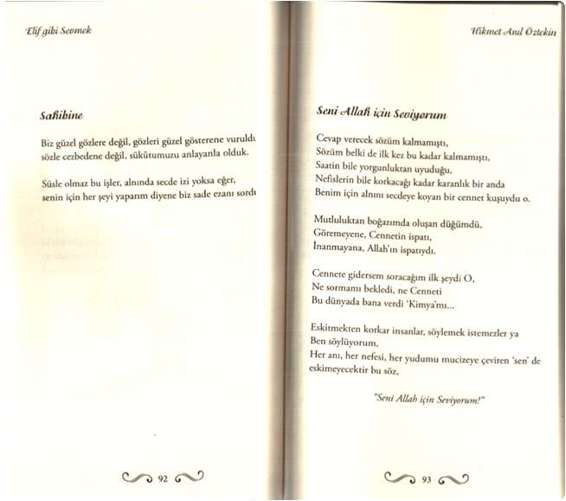 Elif gibi Sevmek
Sahibine
Biz güzel gözlere değil, gözleri güzel gösterene vuruldu
sözle cezbedene değil, sükûtumuzu anlayanla olduk.
Süsle olmaz bu işler, alnında secde izi yoksa eğer,
senin için her şeyi yaparım diyene biz sade ezanı sordu
92
Hikmet Anıl Öztekin
Seni Allah için Seviyorum
Cevap verecek sözüm kalmamıştı,
Sözüm belki de ilk kez bu kadar kalmamıştı,
Saatin bile yorgunluktan uyuduğu,
Nefislerin bile korkacağı kadar karanlık bir anda
Benim için alnını secdeye koyan bir cennet kuşuydu o.
Mutluluktan boğazımda oluşan düğümdü,
Göremeyene, Cennetin ispatı,
İnanmayana, Allah'ın ispatıydı.
Cennete gidersem soracağım ilk şeydi O,
Ne sormamı bekledi, ne Cenneti
Bu dünyada bana verdi 'Kimya'mı...
Eskitmekten korkar insanlar, söylemek istemezler ya
Ben söylüyorum,
Her anı, her nefesi, her yudumu mucizeye çeviren 'sen' de
eskimeyecektir bu söz,
"Seni Allah için Seviyorum!"
93